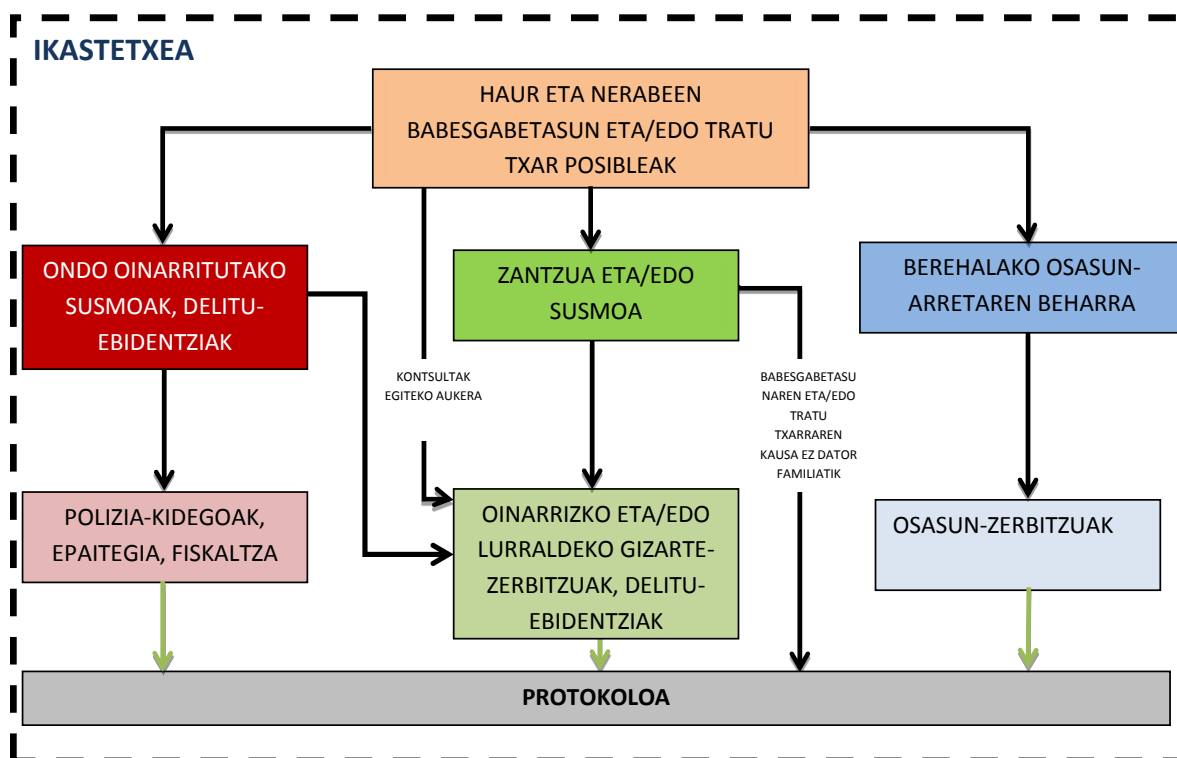 IKASTETXEA
HAUR ETA NERABEEN
BABESGABETASUN ETA/EDO TRATU
TXAR POSIBLEAK
ONDO OINARRITUTAKO
SUSMOAK, DELITU-
EBIDENTZIAK
ZANTZUA ETA/EDO
SUSMOA
BEREHALAKO OSASUN-
ARRETAREN BEHARRA
KONTSULTAK
EGITEKO AUKERA
BABESGABETASU
NAREN ETA/EDO
TRATU
TXARRAREN
KAUSA EZ DATOR
FAMILIATIK
POLIZIA-KIDEGOAK,
EPAITEGIA, FISKALTZA
OINARRIZKO ETA/EDO
LURRALDEKO GIZARTE-
ZERBITZUAK, DELITU-
EBIDENTZIAK
OSASUN-ZERBITZUAK
PROTOKOLOA